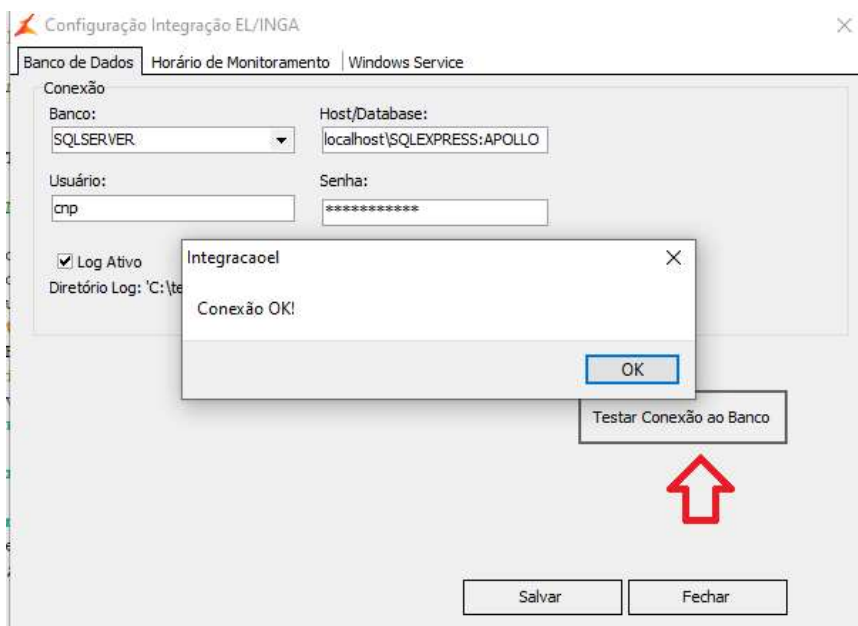 Configuração Integração EL/INGA
Banco de Dados Horário de Monitoramento Windows Service
Conexão
Banco: Host/Database:
SQLSERVER localhost\SQLEXPRESS:APOLLO
Usuário: Senha:
cnp ***********
Log Ativo
Diretório Log: 'C:\te
Integracaoel
Conexão OK!
OK
Testar Conexão ao Banco
Salvar Fechar